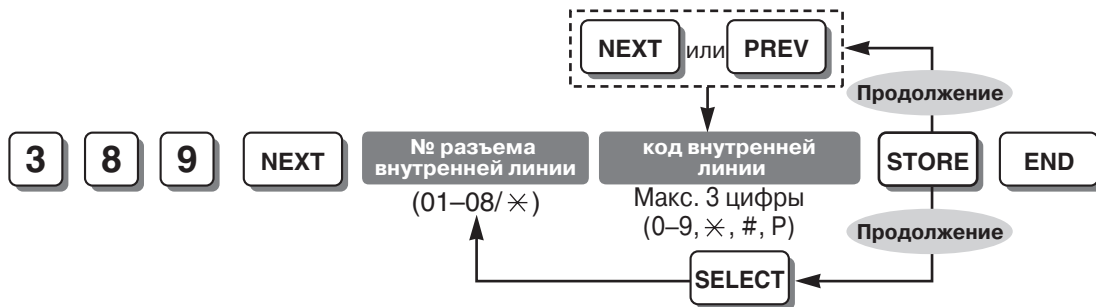 NEXT или PREV
Продолжение
3 8 9 NEXT
№ разъема
внутренней линии
код внутренней
линии
STORE END
(01–08/✳)
Макс. 3 цифры
(0–9, ✳, #, P)
Продолжение
SELECT